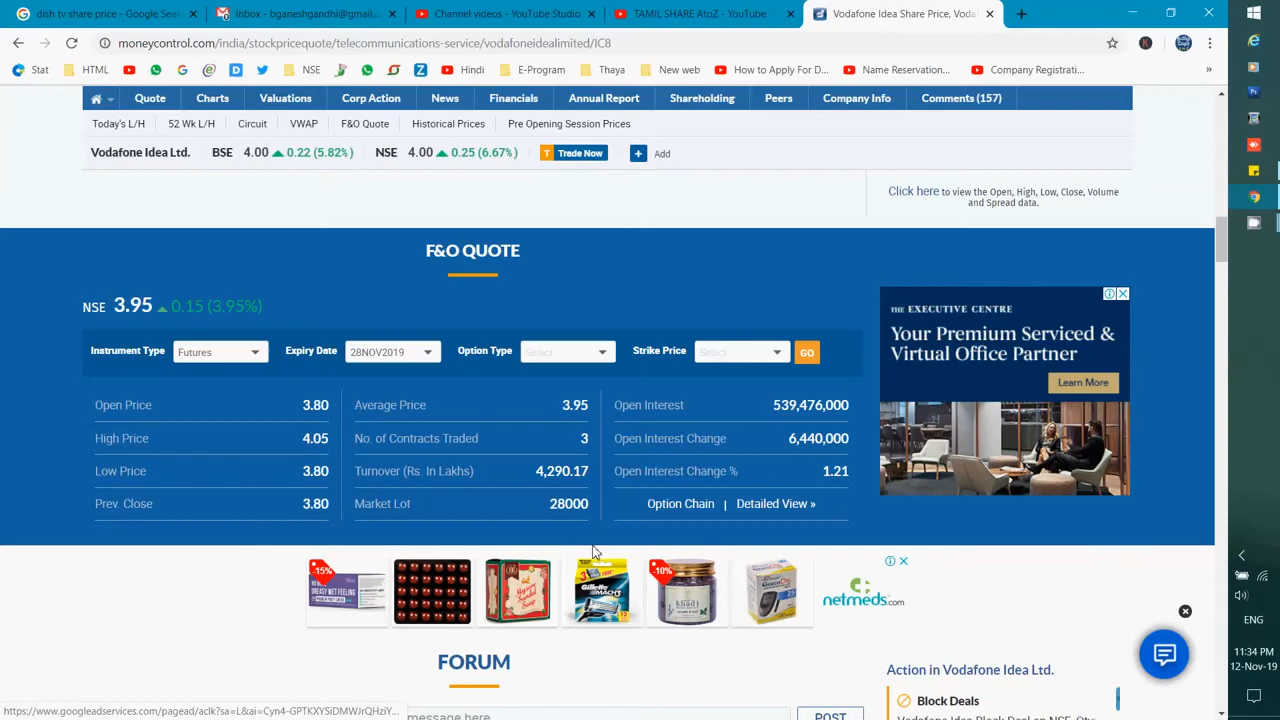 dish tv share price - Google Sear
Inbox - bganeshgandhi@gmail.c
Channel videos - YouTube Studio
TAMIL SHARE AtoZ - YouTube
Vodafone Idea Share Price, Voda
moneycontrol.com/india/stockpricequote/telecommunications-service/vodafoneidealimited/IC8
Stat HTML Hindi NSE E-Program Thaya New web How to Apply For D... Name Reservation... Company Registrati... »
Quote Charts Valuations Corp Action News Financials Annual Report Shareholding Peers Company Info Comments (157)
Today's L/H 52 Wk L/H Circuit VWAP F&O Quote Historical Prices Pre Opening Session Prices
Vodafone Idea Ltd. BSE 4.00 0.22 (5.82%) NSE 4.00 0.25 (6.67%) T Trade Now + Add
Click here to view the Open, High, Low, Close, Volume
and Spread data.
F&O QUOTE
NSE 3.95 0.15 (3.95%)
Instrument Type Futures Expiry Date 28NOV2019 Option Type Select Strike Price Select GO
Open Price 3.80 Average Price 3.95 Open Interest 539,476,000
High Price 4.05 No. of Contracts Traded 3 Open Interest Change 6,440,000
Low Price 3.80 Turnover (Rs. In Lakhs) 4,290.17 Open Interest Change % 1.21
Prev. Close 3.80 Market Lot 28000 Option Chain | Detailed View »
THE EXECUTIVE CENTRE
Your Premium Serviced &
Virtual Office Partner
Learn More
-15%
-10%
Gillette
MACH3
khadi
netmeds.com
FORUM
Action in Vodafone Idea Ltd.
Block Deals
message here
POST
Vodafone Idea Block Deal on NSE. Qty:
https://www.googleadservices.com/pagead/aclk?sa=L&ai=Cyn4-GPTKXYSiDMWJrQHziY...
ENG
11:34 PM
12-Nov-19